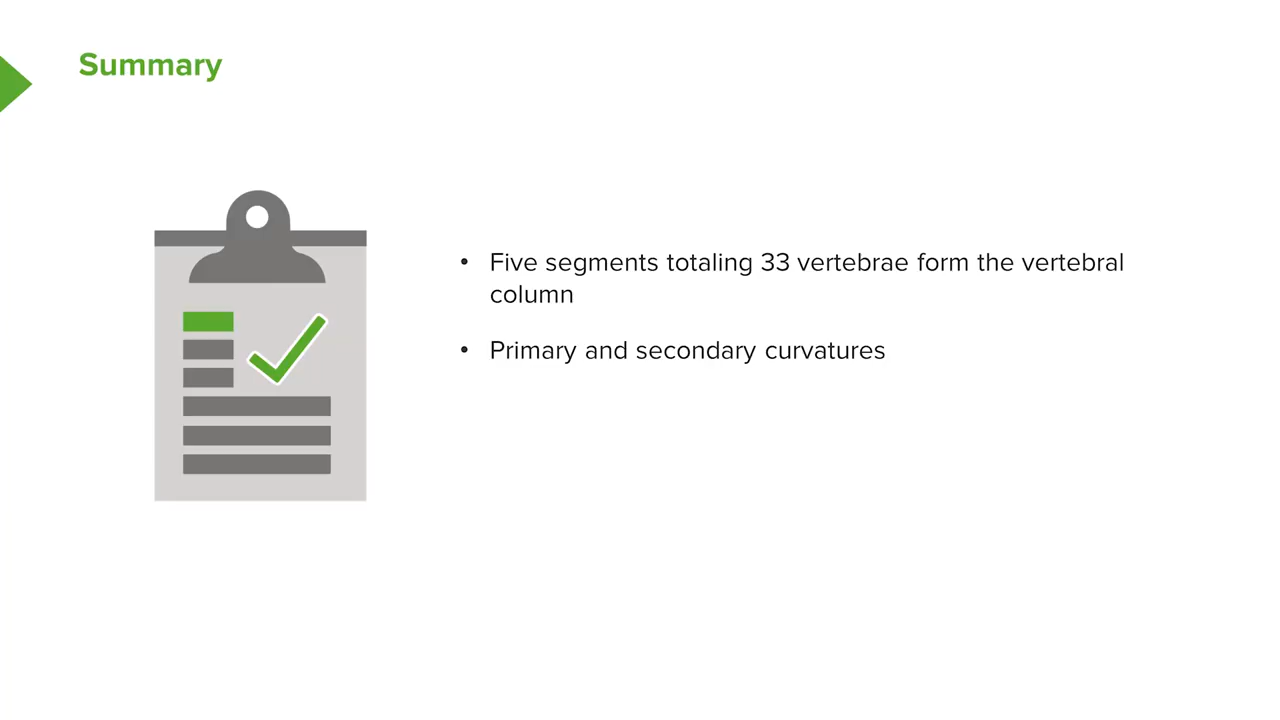 Summary
• Five segments totaling 33 vertebrae form the vertebral
column
• Primary and secondary curvatures